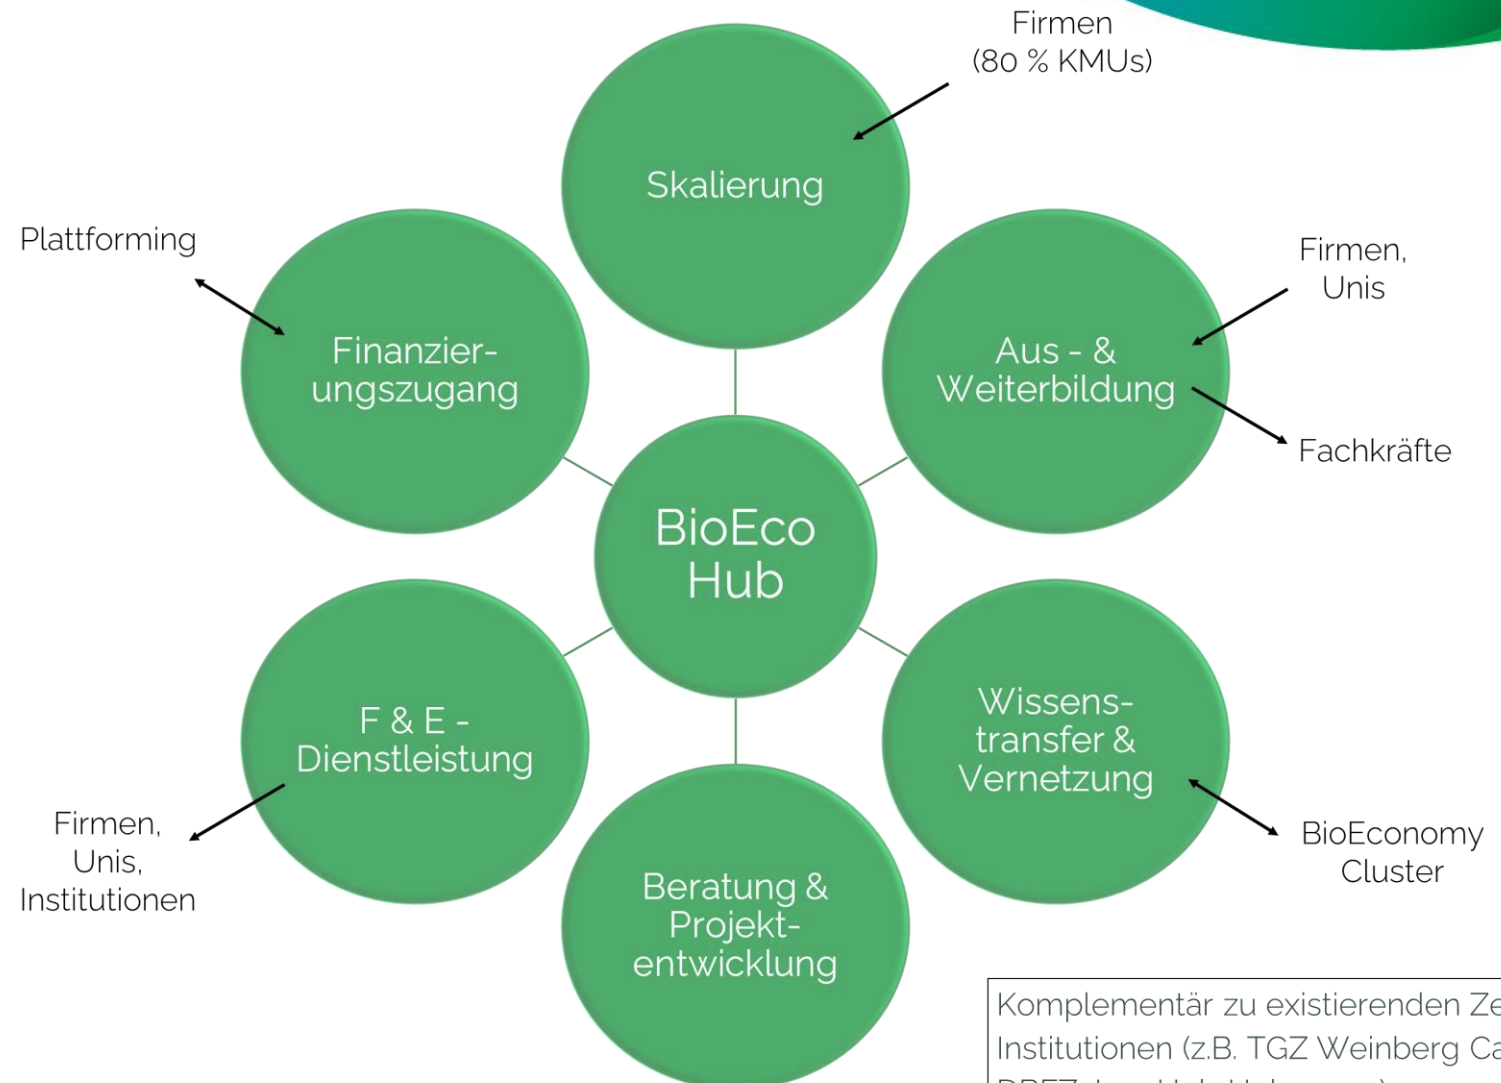 Firmen
(80 % KMUs)
Skalierung
Plattforming
Finanzier-
ungszugang
Firmen,
Unis
Aus - &
Weiterbildung
Fachkräfte
BioEco
Hub
F & E -
Dienstleistung
Firmen,
Unis,
Institutionen
Wissens-
transfer &
Vernetzung
BioEconomy
Cluster
Beratung &
Projekt-
entwicklung
Komplementär zu existierenden
Institutionen (z.B. TGZ Weinberg